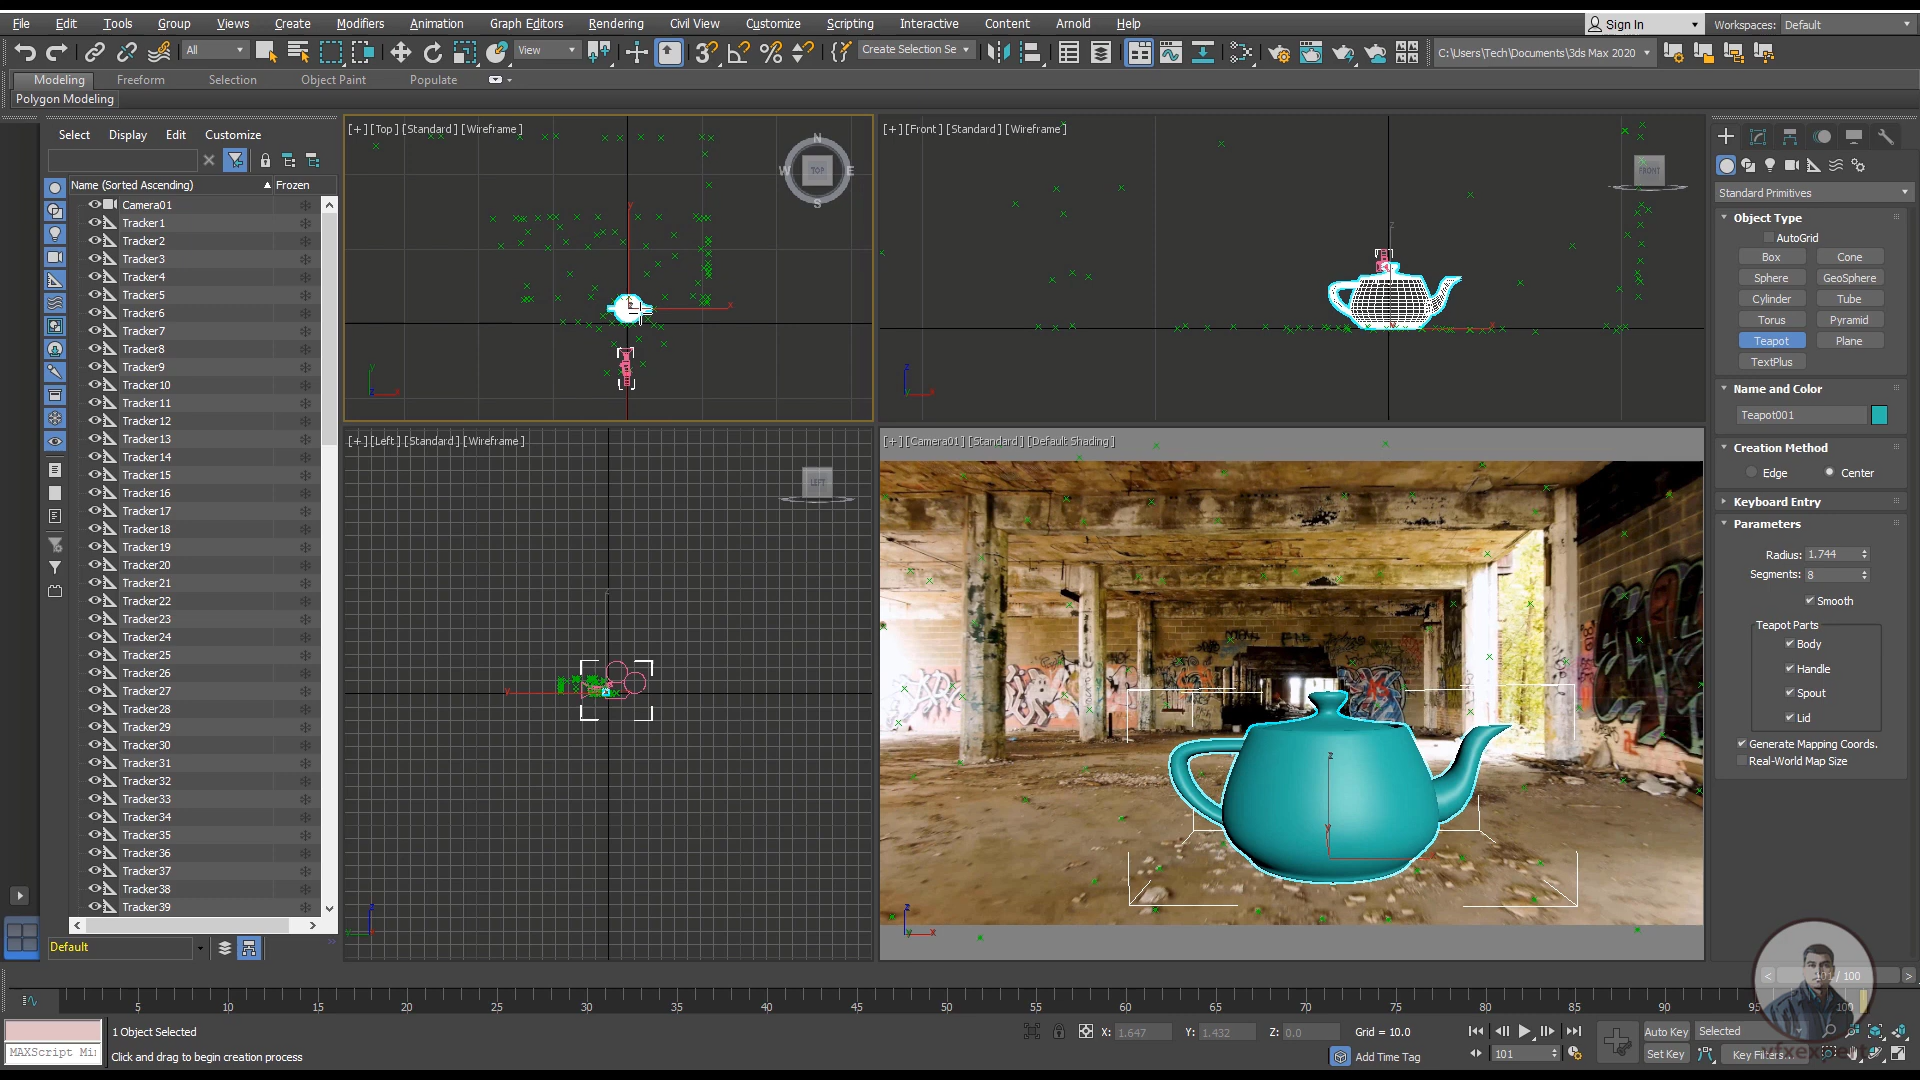 File Edit Tools Group Views Create Modifiers Animation Graph Editors Rendering Civil View Customize Scripting Interactive Content Arnold Help Sign In Workspaces: Default
All View Create Selection Se C:\Users\Tech\Documents\3ds Max 2020
Modeling Freeform Selection Object Paint Populate
Polygon Modeling
Select Display Edit Customize
Name (Sorted Ascending) Frozen
Camera01
Tracker1
Tracker2
Tracker3
Tracker4
Tracker5
Tracker6
Tracker7
Tracker8
Tracker9
Tracker10
Tracker11
Tracker12
Tracker13
Tracker14
Tracker15
Tracker16
Tracker17
Tracker18
Tracker19
Tracker20
Tracker21
Tracker22
Tracker23
Tracker24
Tracker25
Tracker26
Tracker27
Tracker28
Tracker29
Tracker30
Tracker31
Tracker32
Tracker33
Tracker34
Tracker35
Tracker36
Tracker37
Tracker38
Tracker39
Default
[+] [Top] [Standard] [Wireframe]
N
W TOP E
S
y
x
[+] [Front] [Standard] [Wireframe]
FRONT
z
x
[+] [Left] [Standard] [Wireframe]
LEFT
y
[+] [Camera01] [Standard] [Default Shading]
z
y
Standard Primitives
Object Type
AutoGrid
Box Cone
Sphere GeoSphere
Cylinder Tube
Torus Pyramid
Teapot Plane
TextPlus
Name and Color
Teapot001
Creation Method
Edge Center
Keyboard Entry
Parameters
Radius: 1.744
Segments: 8
Smooth
Teapot Parts
Body
Handle
Spout
Lid
Generate Mapping Coords.
Real-World Map Size
/ 100
5 10 15 20 25 30 35 40 45 50 55 60 65 70 75 80 85 90 95 100
1 Object Selected X: 1.647 Y: 1.432 Z: 0.0 Grid = 10.0 Auto Key Selected
MAXScript Mi Click and drag to begin creation process Add Time Tag 101 Set Key Key Filters...
vfxexpert